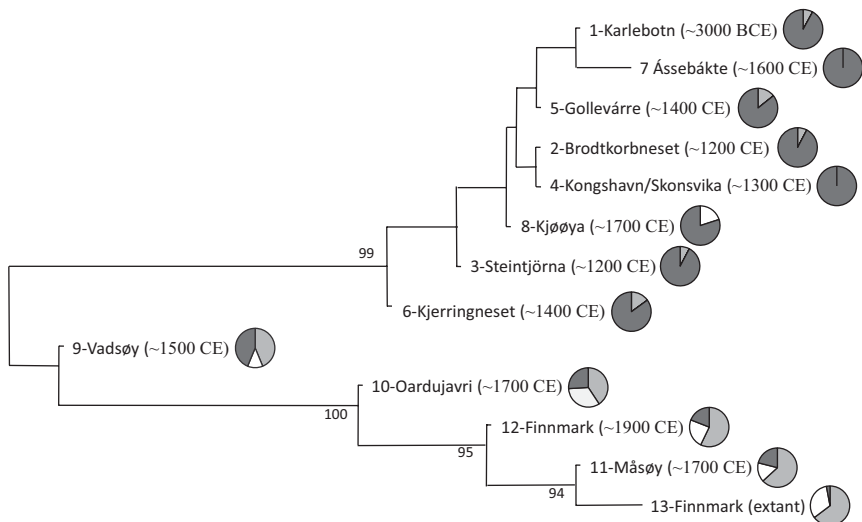 1-Karlebotn (~3000 BCE)
7 Ássebákte (~1600 CE)
5-Gollevárre (~1400 CE)
2-Brodtkorbneset (~1200 CE)
4-Kongshavn/Skonsvika (~1300 CE)
8-Kjøøya (~1700 CE)
99
3-Steintjörna (~1200 CE)
6-Kjerringneset (~1400 CE)
9-Vadsøy (~1500 CE)
10-Oardujavri (~1700 CE)
100
12-Finnmark (~1900 CE)
95
11-Måsøy (~1700 CE)
94
13-Finnmark (extant)